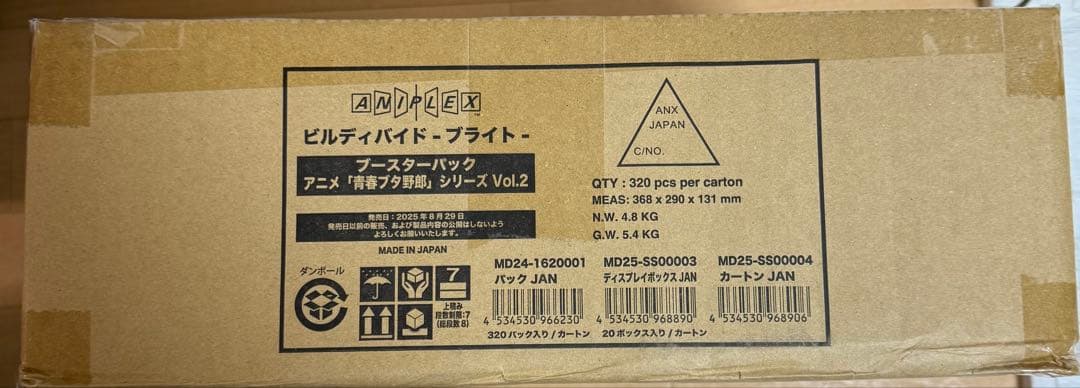 ANIPLEX
ビルディバイド - ブライト -
ブースターパック
アニメ「青春ブタ野郎」シリーズ Vol.2
発売日：2025年8月29日
発売日以前の販売、および製品内容の公開はしないよう
よろしくお願いいたします。
MADE IN JAPAN
ANX
JAPAN
C/NO.
QTY : 320 pcs per carton
MEAS: 368 x 290 x 131 mm
N.W. 4.8 KG
G.W. 5.4 KG
ダンボール
7
上積み
段数制限:7
(総段数8)
MD24-1620001
パック JAN
4 534530 966230
320 パック入り / カートン
MD25-SS00003
ディスプレイボックス JAN
4 534530 968890
20 ボックス入り / カートン
MD25-SS00004
カートン JAN
4 534530 968906